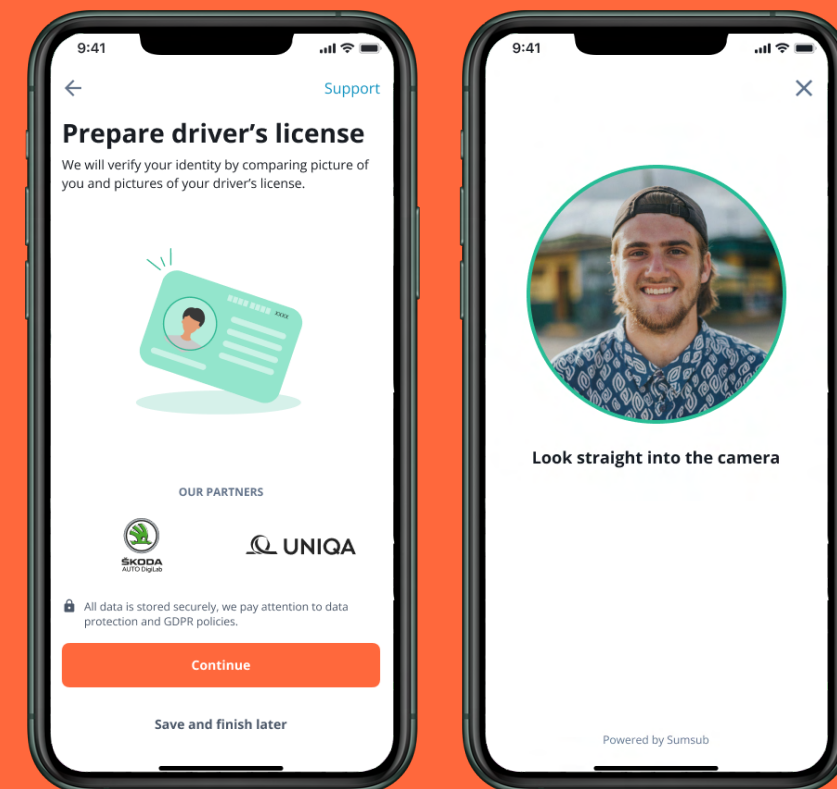 9:41
Support
Prepare driver’s license
We will verify your identity by comparing picture of
you and pictures of your driver’s license.
XXXX
OUR PARTNERS
ŠKODA
AUTO DigiLab
UNIQA
All data is stored securely, we pay attention to data
protection and GDPR policies.
Continue
Save and finish later
9:41
Look straight into the camera
Powered by Sumsub